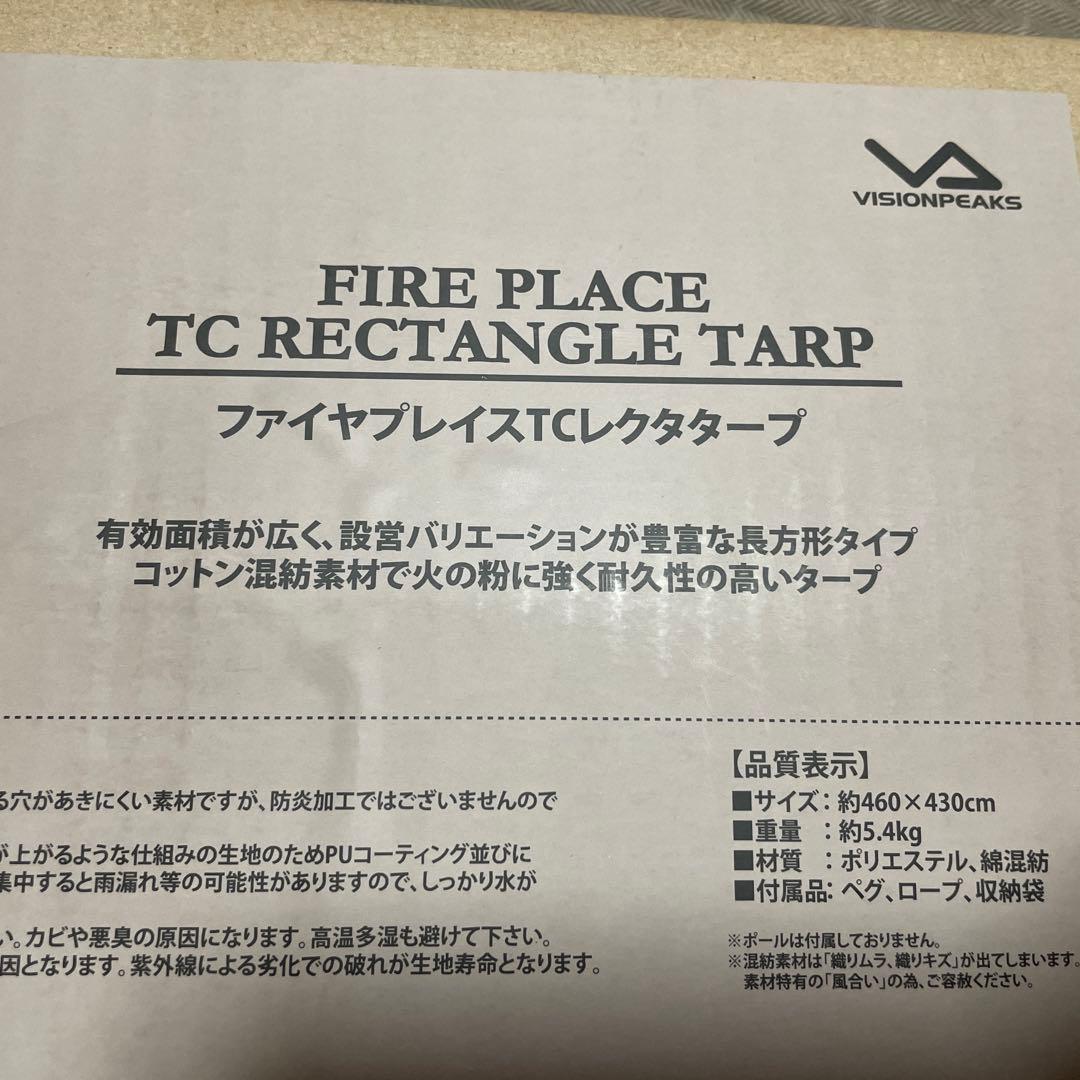 VISIONPEAKS
FIRE PLACE
TC RECTANGLE TARP
ファイヤプレイスTCレクタタープ
有効面積が広く、設営バリエーションが豊富な長方形タイプ
コットン混紡素材で火の粉に強く耐久性の高いタープ
る穴があきにくい素材ですが、防炎加工ではございませんので
が上がるような仕組みの生地のためPUコーティング並びに
集中すると雨漏れ等の可能性がありますので、しっかり水が
い。カビや悪臭の原因になります。高温多湿も避けて下さい。
因となります。紫外線による劣化での破れが生地寿命となります。
【品質表示】
■サイズ：約460×430cm
■重量　：約5.4kg
■材質　：ポリエステル、綿混紡
■付属品：ペグ、ロープ、収納袋
※ポールは付属しておりません。
※混紡素材は「織りムラ、織りキズ」が出てしまいます。
素材特有の「風合い」の為、ご容赦ください。